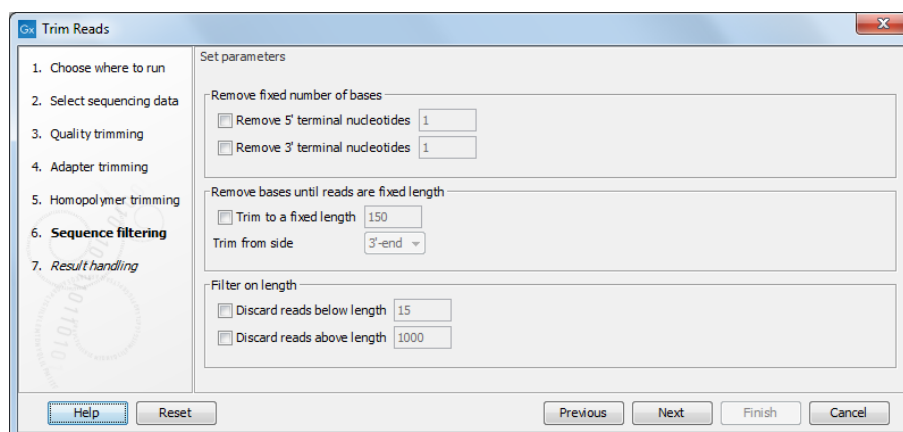 Gx Trim Reads
X
1. Choose where to run
2. Select sequencing data
3. Quality trimming
4. Adapter trimming
5. Homopolymer trimming
6. Sequence filtering
7. Result handling
Set parameters
Remove fixed number of bases
Remove 5' terminal nucleotides 1
Remove 3' terminal nucleotides 1
Remove bases until reads are fixed length
Trim to a fixed length 150
Trim from side 3'-end
Filter on length
Discard reads below length 15
Discard reads above length 1000
Help Reset Previous Next Finish Cancel